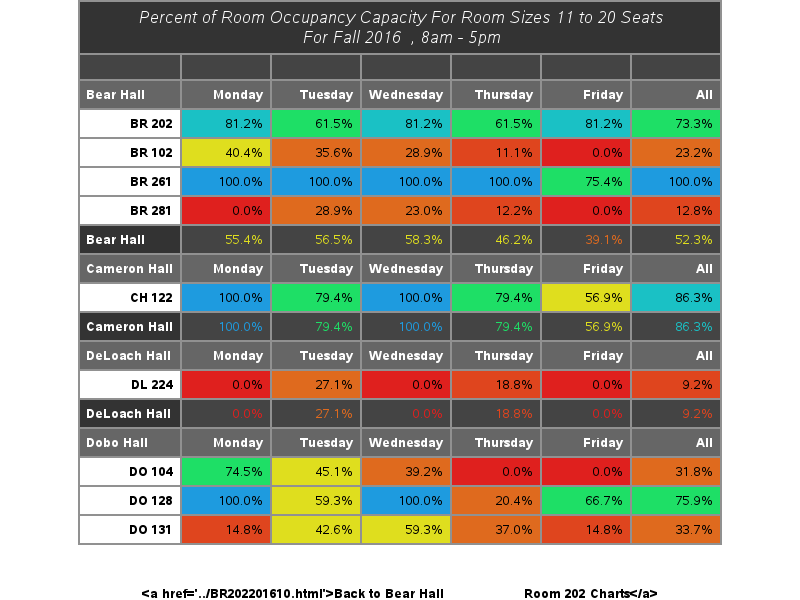 Percent of Room Occupancy Capacity For Room Sizes 11 to 20 Seats
For Fall 2016 , 8am - 5pm
Bear Hall Monday Tuesday Wednesday Thursday Friday All
BR 202 81.2% 61.5% 81.2% 61.5% 81.2% 73.3%
BR 102 40.4% 35.6% 28.9% 11.1% 0.0% 23.2%
BR 261 100.0% 100.0% 100.0% 100.0% 75.4% 100.0%
BR 281 0.0% 28.9% 23.0% 12.2% 0.0% 12.8%
Bear Hall 55.4% 56.5% 58.3% 46.2% 39.1% 52.3%
Cameron Hall Monday Tuesday Wednesday Thursday Friday All
CH 122 100.0% 79.4% 100.0% 79.4% 56.9% 86.3%
Cameron Hall 100.0% 79.4% 100.0% 79.4% 56.9% 86.3%
DeLoach Hall Monday Tuesday Wednesday Thursday Friday All
DL 224 0.0% 27.1% 0.0% 18.8% 0.0% 9.2%
DeLoach Hall 0.0% 27.1% 0.0% 18.8% 0.0% 9.2%
Dobo Hall Monday Tuesday Wednesday Thursday Friday All
DO 104 74.5% 45.1% 39.2% 0.0% 0.0% 31.8%
DO 128 100.0% 59.3% 100.0% 20.4% 66.7% 75.9%
DO 131 14.8% 42.6% 59.3% 37.0% 14.8% 33.7%
<a href='../BR202201610.html'>Back to Bear Hall Room 202 Charts</a>